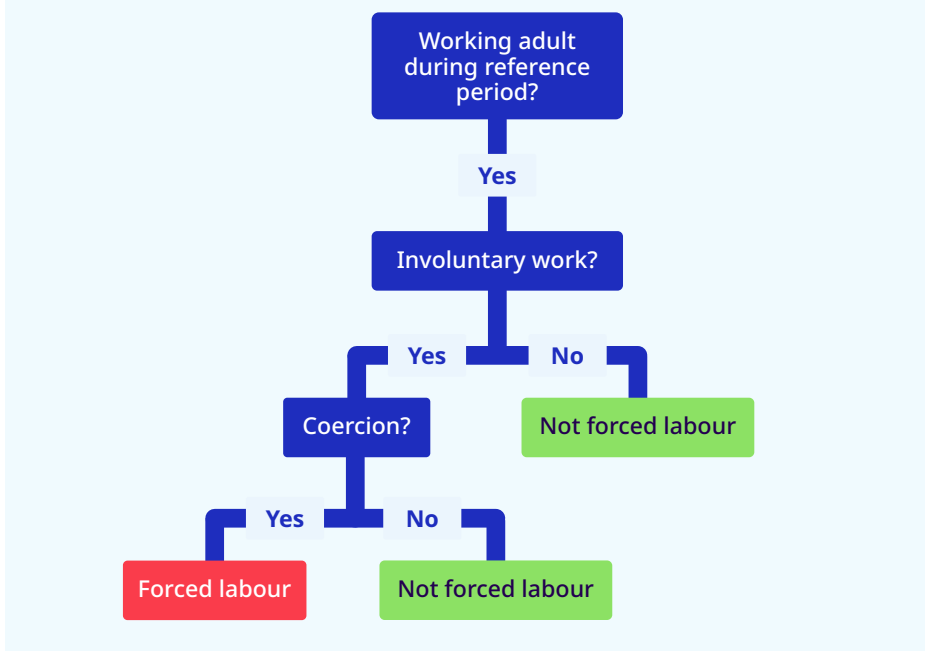 Working adult
during reference
period?
Yes
Involuntary work?
Yes
No
Coercion?
Not forced labour
Yes
No
Forced labour
Not forced labour